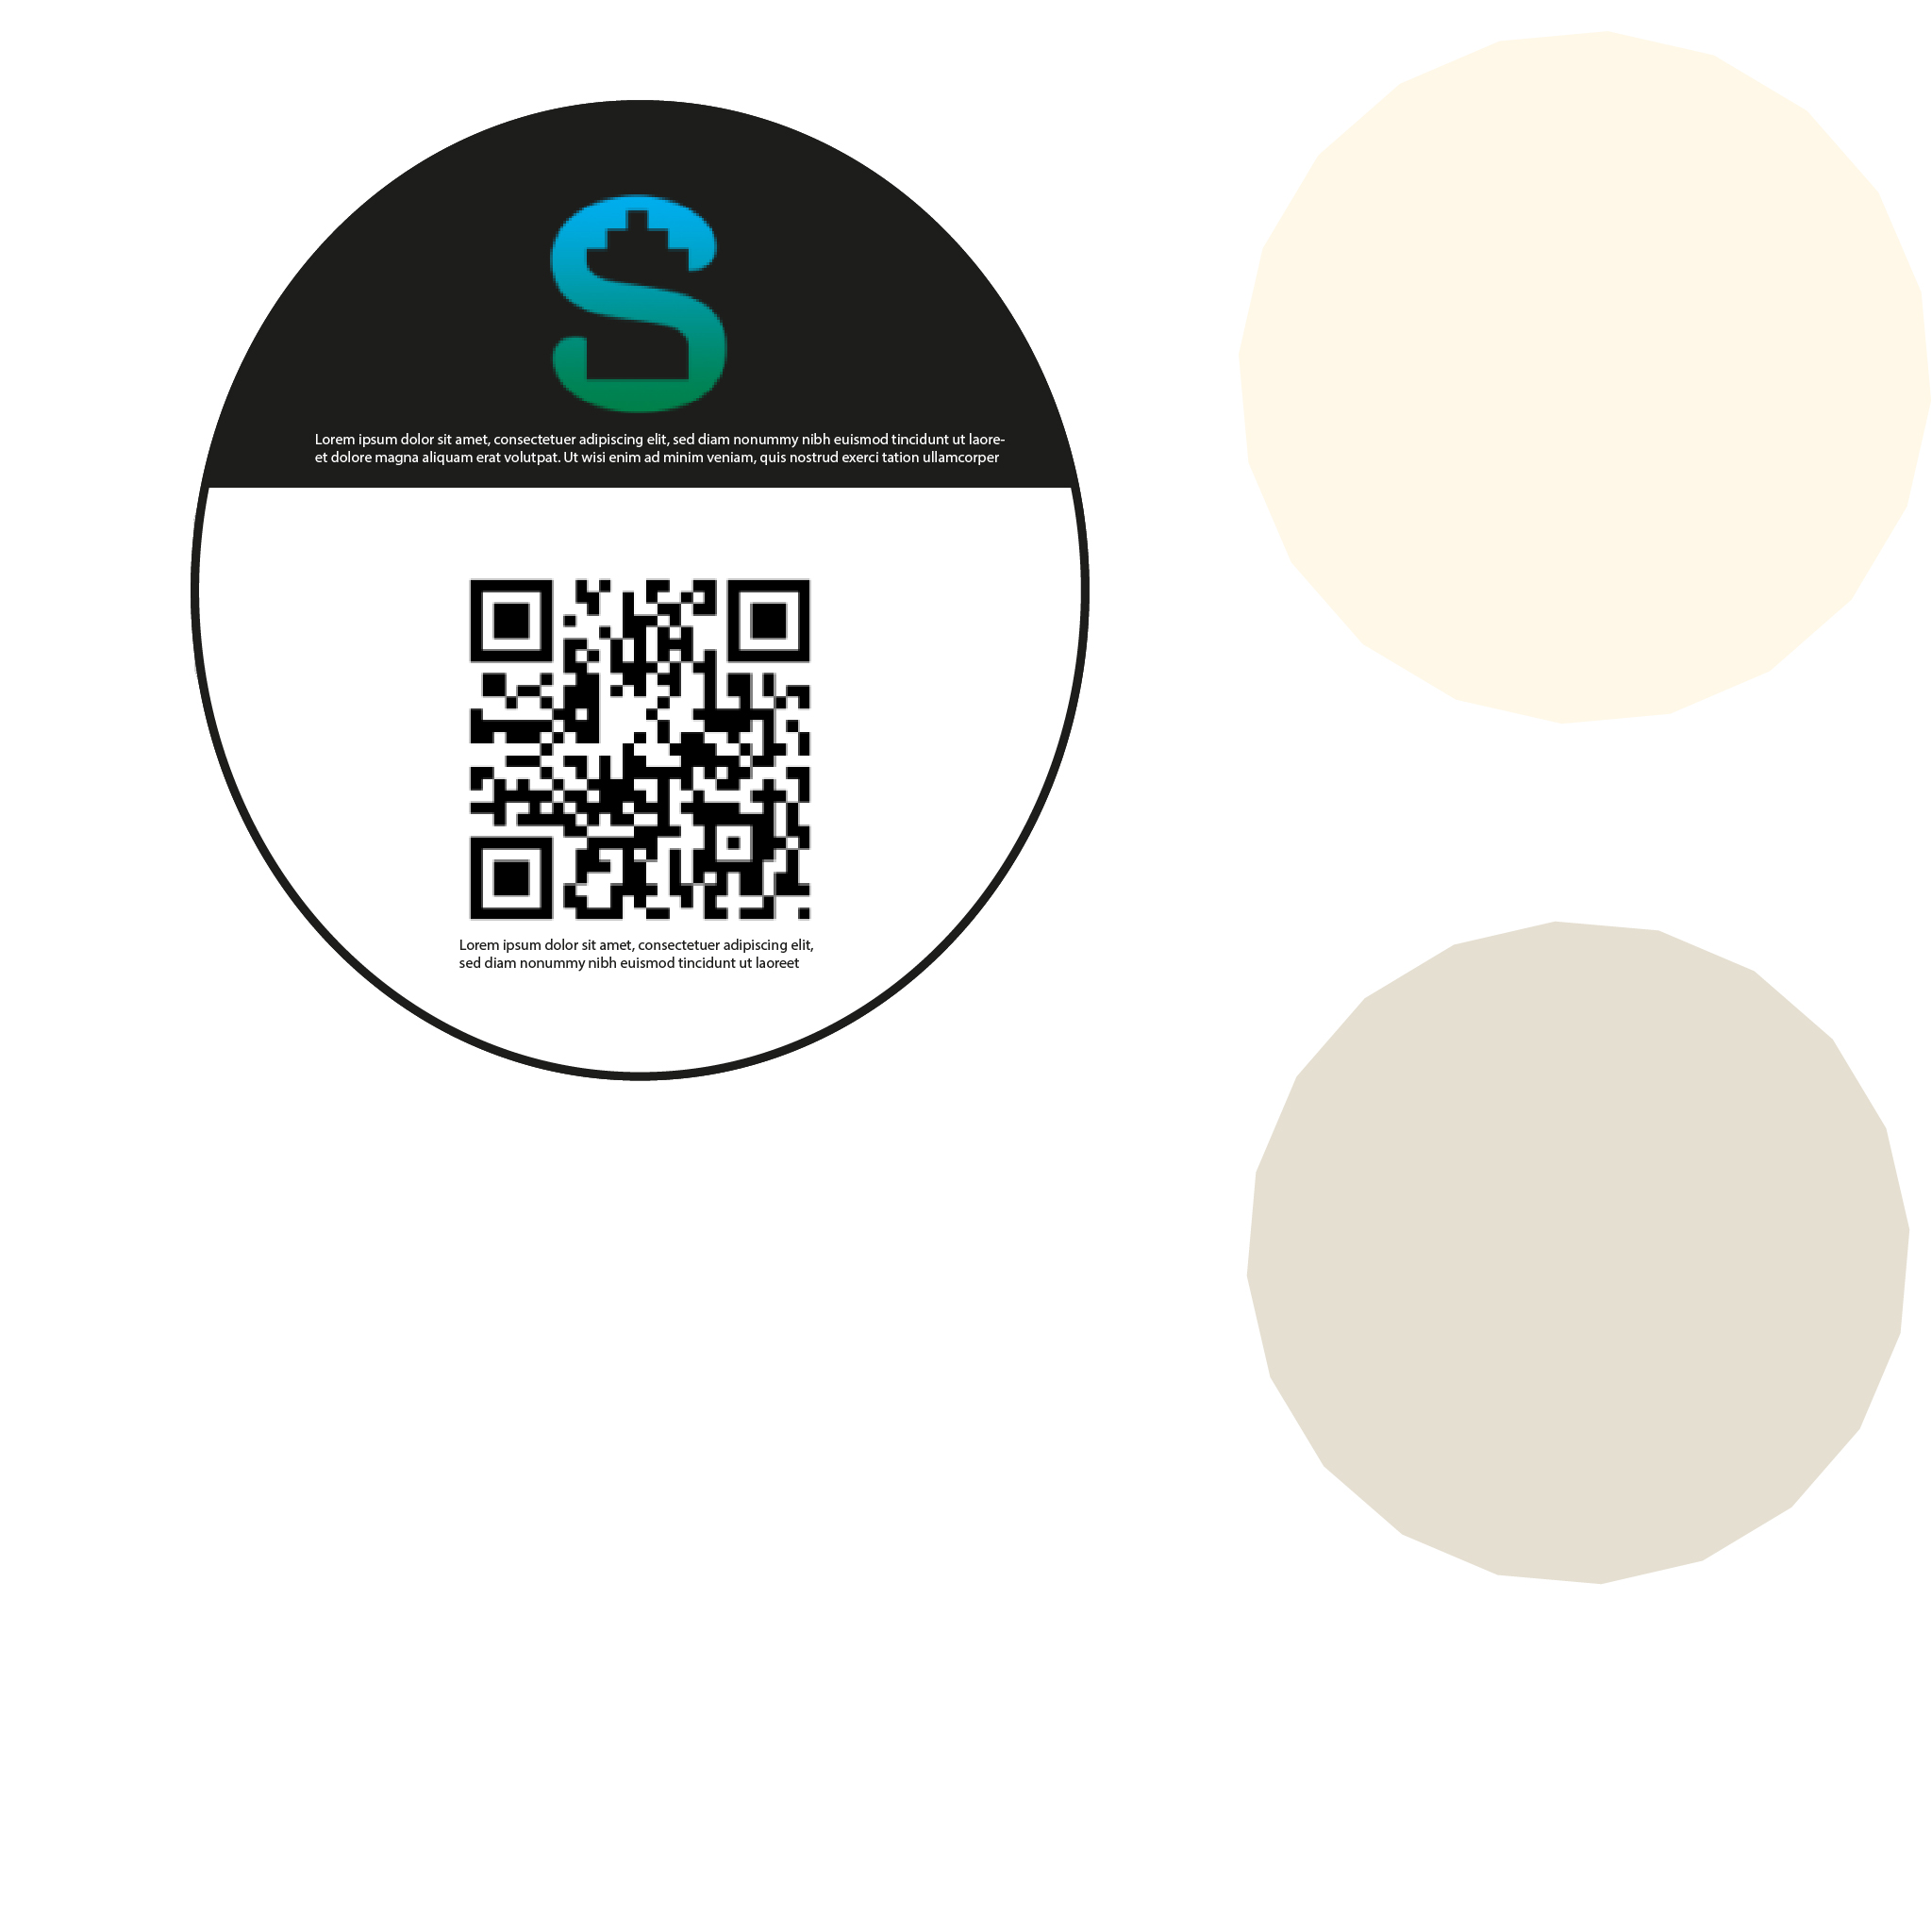 S
Lorem ipsum dolor sit amet, consectetuer adipiscing elit, sed diam nonummy nibh euismod tincidunt ut laore-
et dolore magna aliquam erat volutpat. Ut wisi enim ad minim veniam, quis nostrud exerci tation ullamcorper
Lorem ipsum dolor sit amet, consectetuer adipiscing elit,
sed diam nonummy nibh euismod tincidunt ut laoreet